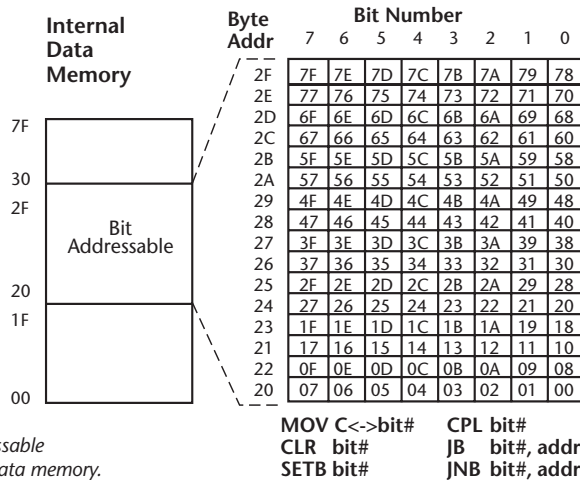 Internal
Data
Memory
7F
30
2F
Bit
Addressable
20
1F
00
Byte Bit Number
Addr 7 6 5 4 3 2 1 0
2F 7F 7E 7D 7C 7B 7A 79 78
2E 77 76 75 74 73 72 71 70
2D 6F 6E 6D 6C 6B 6A 69 68
2C 67 66 65 64 63 62 61 60
2B 5F 5E 5D 5C 5B 5A 59 58
2A 57 56 55 54 53 52 51 50
29 4F 4E 4D 4C 4B 4A 49 48
28 47 46 45 44 43 42 41 40
27 3F 3E 3D 3C 3B 3A 39 38
26 37 36 35 34 33 32 31 30
25 2F 2E 2D 2C 2B 2A 29 28
24 27 26 25 24 23 22 21 20
23 1F 1E 1D 1C 1B 1A 19 18
21 17 16 15 14 13 12 11 10
22 0F 0E 0D 0C 0B 0A 09 08
20 07 06 05 04 03 02 01 00
MOV C<->bit# CPL bit#
CLR bit# JB bit#, addr
SETB bit# JNB bit#, addr
ssable
ata memory.